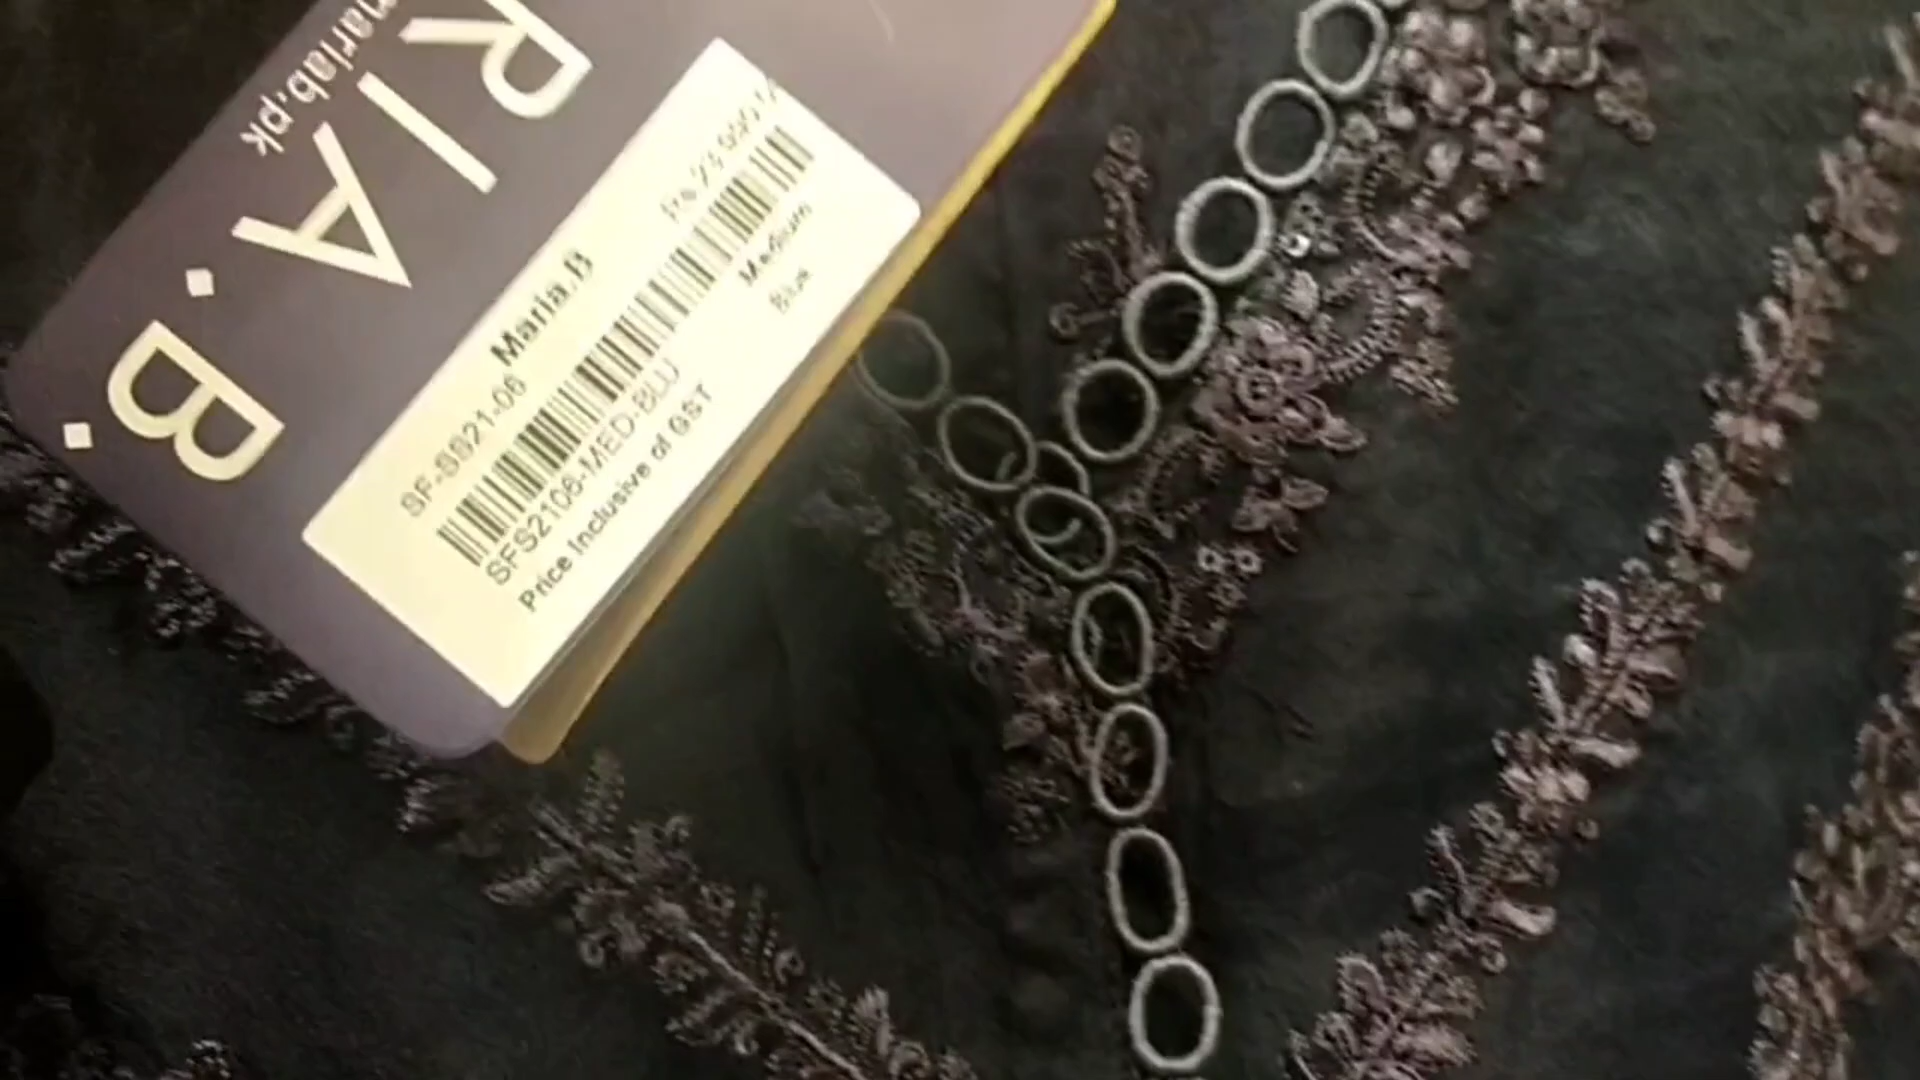 RIA.B.
mariab.pk
Maria.B
SF-SS21-06
SFS2106-MED-BLU
Medium
Blue
Price Inclusive of GST